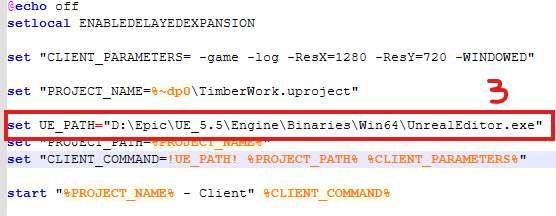 @echo off
setlocal ENABLEDELAYEDEXPANSION
set "CLIENT_PARAMETERS= -game -log -ResX=1280 -ResY=720 -WINDOWED"
3
set "PROJECT_NAME=%~dp0\TimberWork.uproject"
set UE_PATH="D:\Epic\UE_5.5\Engine\Binaries\Win64\UnrealEditor.exe"
set "PROJECT_PATH=%PROJECT_NAME%"
set "CLIENT_COMMAND=!UE_PATH! %PROJECT_PATH% %CLIENT_PARAMETERS%"
start "%PROJECT_NAME% - Client" %CLIENT_COMMAND%